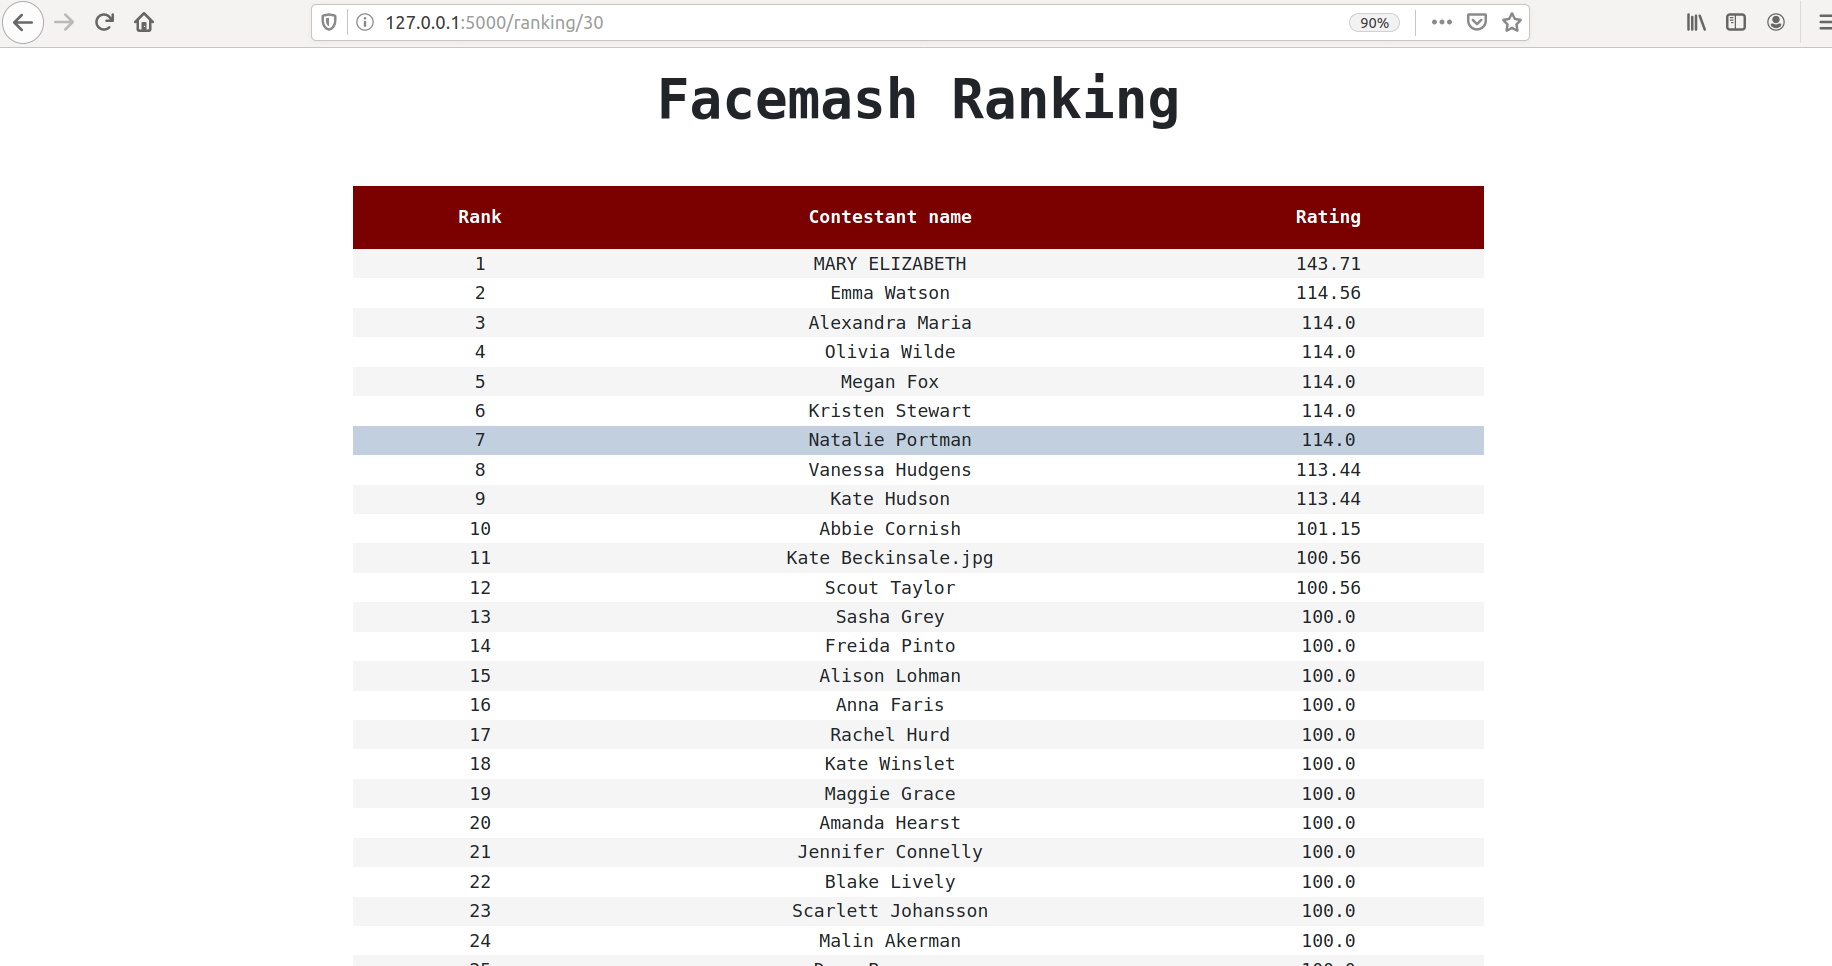 127.0.0.1:5000/ranking/30 90%
Facemash Ranking
Rank Contestant name Rating
1 MARY ELIZABETH 143.71
2 Emma Watson 114.56
3 Alexandra Maria 114.0
4 Olivia Wilde 114.0
5 Megan Fox 114.0
6 Kristen Stewart 114.0
7 Natalie Portman 114.0
8 Vanessa Hudgens 113.44
9 Kate Hudson 113.44
10 Abbie Cornish 101.15
11 Kate Beckinsale.jpg 100.56
12 Scout Taylor 100.56
13 Sasha Grey 100.0
14 Freida Pinto 100.0
15 Alison Lohman 100.0
16 Anna Faris 100.0
17 Rachel Hurd 100.0
18 Kate Winslet 100.0
19 Maggie Grace 100.0
20 Amanda Hearst 100.0
21 Jennifer Connelly 100.0
22 Blake Lively 100.0
23 Scarlett Johansson 100.0
24 Malin Akerman 100.0